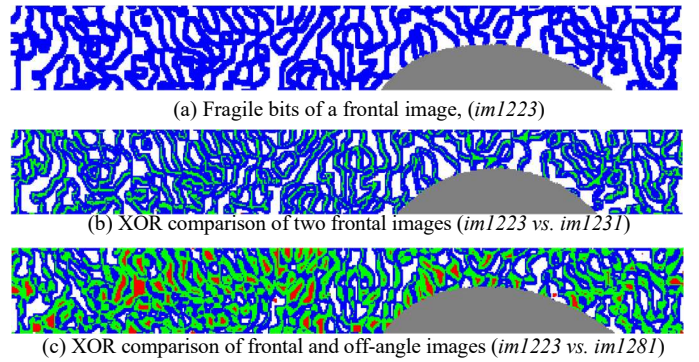 (a) Fragile bits of a frontal image, (im1223)
(b) XOR comparison of two frontal images (im1223 vs. im1231)
(c) XOR comparison of frontal and off-angle images (im1223 vs. im1281)